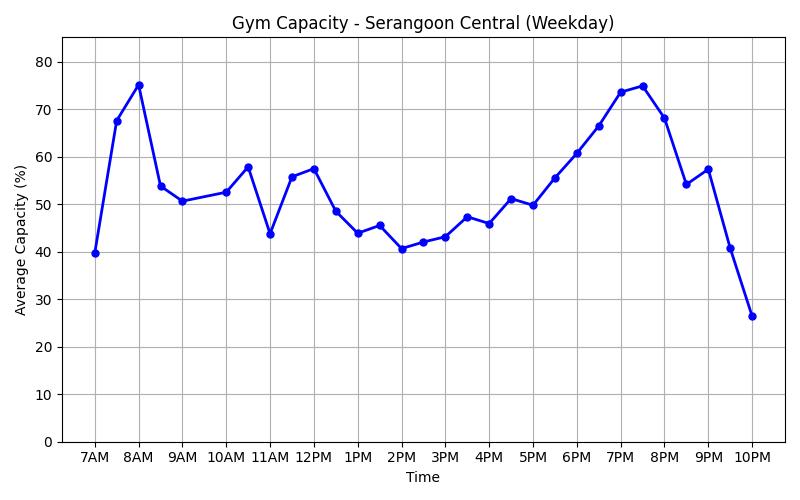 Gym Capacity - Serangoon Central (Weekday)
Average Capacity (%)
80
70
60
50
40
30
20
10
0
7AM 8AM 9AM 10AM 11AM 12PM 1PM 2PM 3PM 4PM 5PM 6PM 7PM 8PM 9PM 10PM
Time